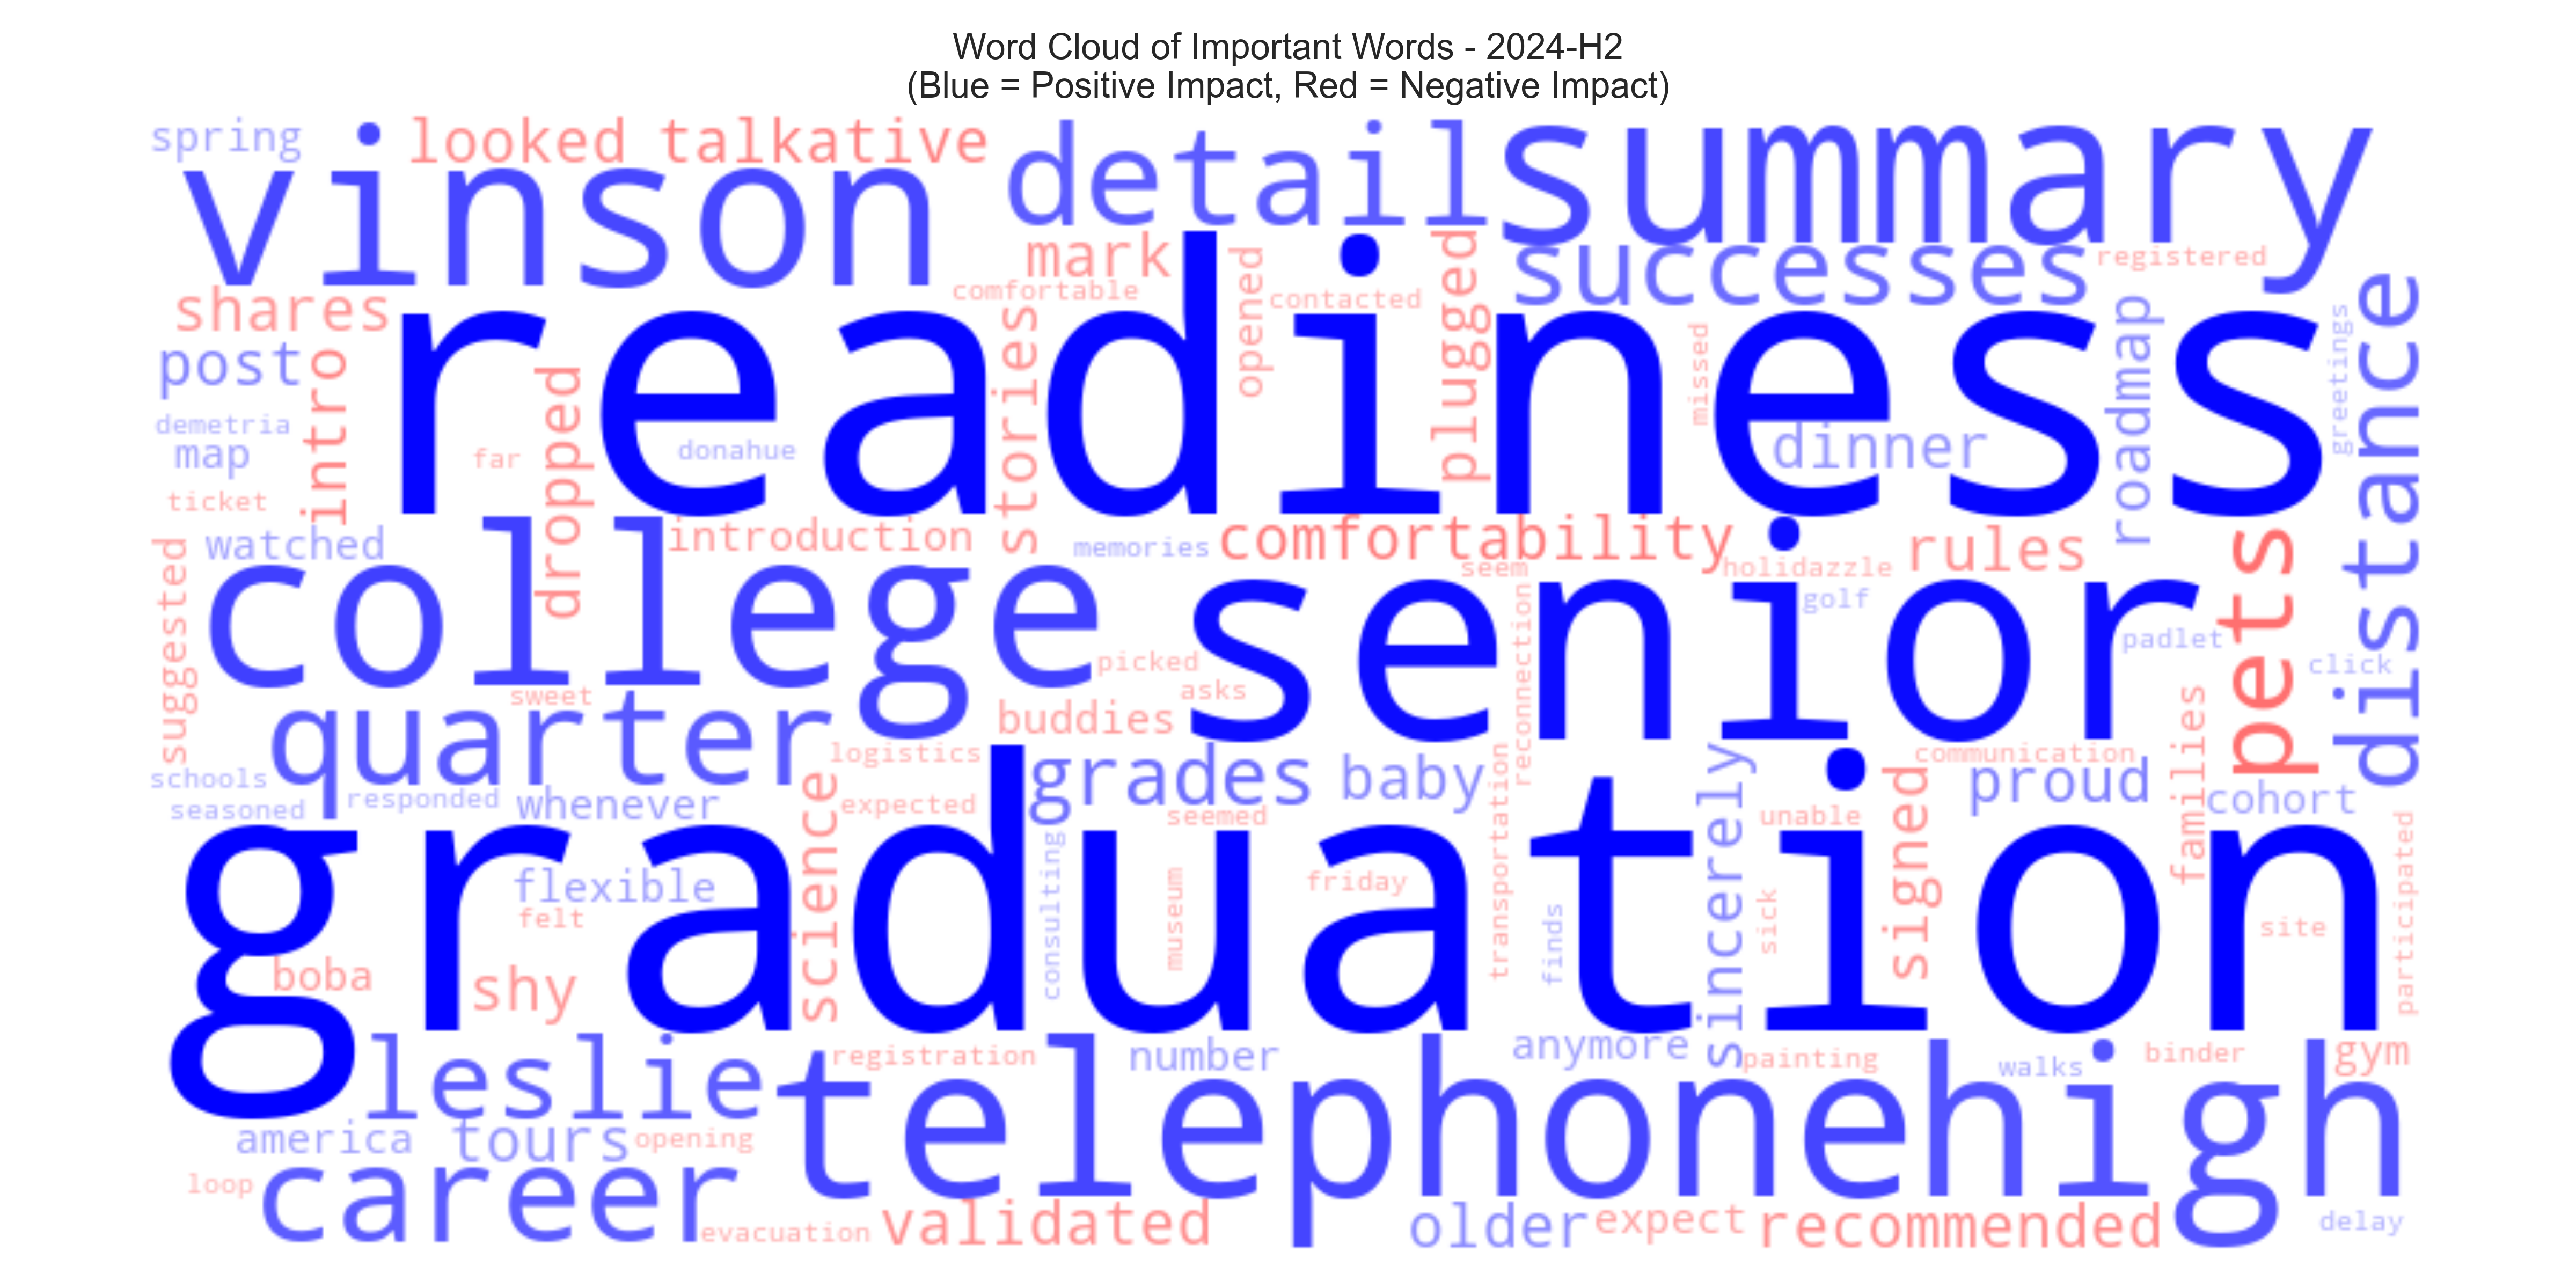 Word Cloud of Important Words - 2024-H2
(Blue = Positive Impact, Red = Negative Impact)
spring
looked
talkative
vinson
detail
summary
mark
successes
registered
shares
comfortable
opened
contacted
plugged
readiness
stories
missed
roadmap
greetings
distance
post
intro
dropped
demetria
map
far
donahue
dinner
ticket
watched
introduction
memories
comfortability
seem
holidazzle
rules
pets
suggested
college
senior
golf
reconnection
padlet
click
picked
asks
sweet
buddies
quarter
logistics
families
communication
schools
seasoned
responded
whenever
science
expected
grades
seemed
baby
transportation
sincerely
unable
signed
proud
cohort
graduation
flexible
felt
consulting
museum
friday
finds
sick
site
participated
boba
shy
leslie
registration
number
anymore
painting
walks
binder
gym
telephone
high
america
tours
opening
loop
career
evacuation
validated
older
expect
recommended
delay